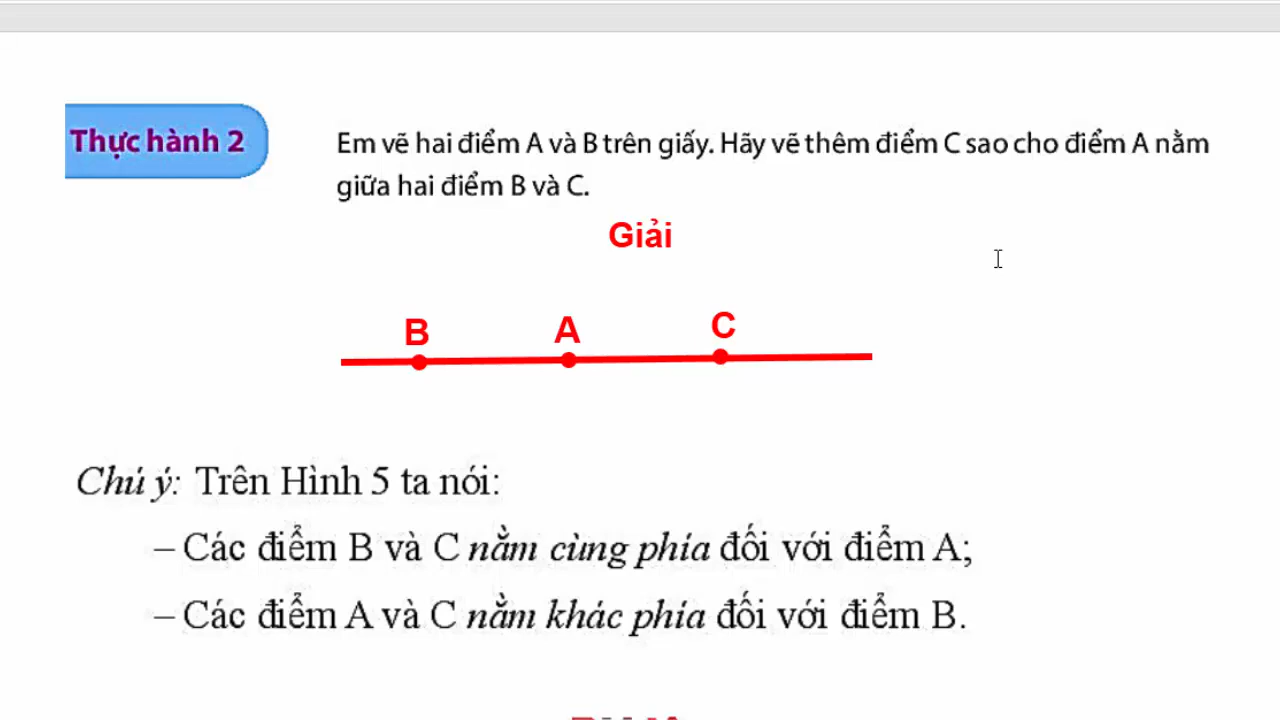 Thực hành 2
Em vẽ hai điểm A và B trên giấy. Hãy vẽ thêm điểm C sao cho điểm A nằm
giữa hai điểm B và C.
Giải
B A C
Chú ý: Trên Hình 5 ta nói:
– Các điểm B và C nằm cùng phía đối với điểm A;
– Các điểm A và C nằm khác phía đối với điểm B.